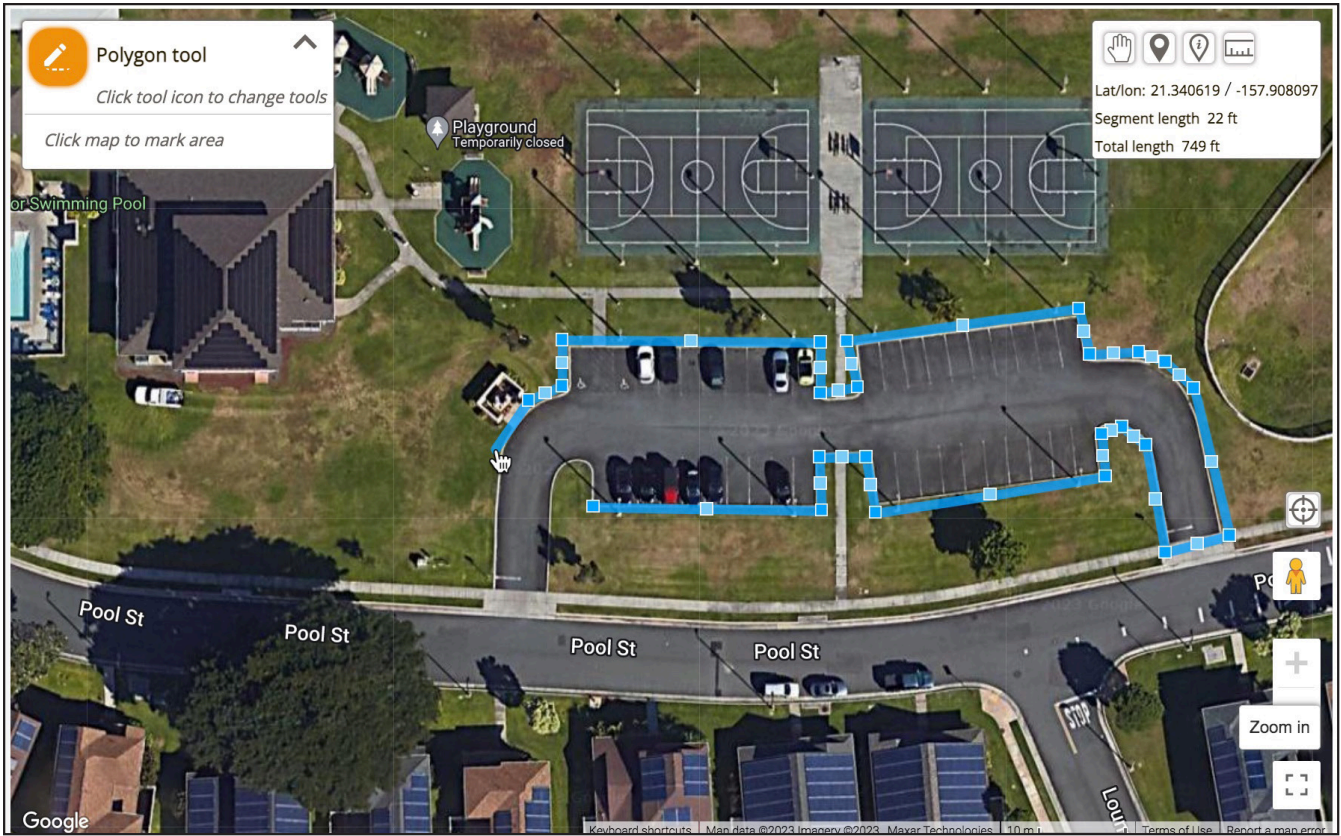 Polygon tool
Click tool icon to change tools
Click map to mark area
Lat/lon: 21.340619 / -157.908097
Segment length 22 ft
Total length 749 ft
Playground
Temporarily closed
or Swimming Pool
Pool St
Pool St
Pool St
Pool St
Po
STOP
Zoom in
Lour
Google
Keyboard shortcuts
Map data ©2023 Imagery ©2023, Maxar Technologies
10 m
Terms of Use
Report a map error